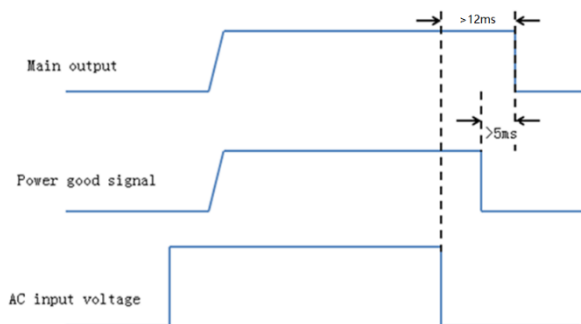 >12ms
Main output
>5ms
Power good signal
AC input voltage